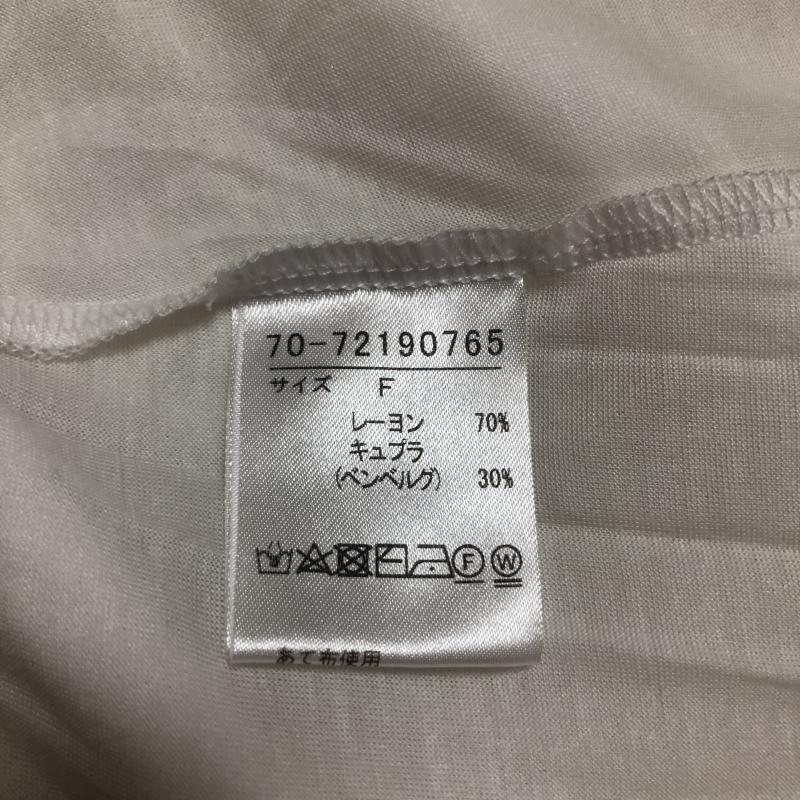 70-72190765
サイズ F
レーヨン 70%
キュプラ
(ベンベルグ) 30%
F W
あて布使用